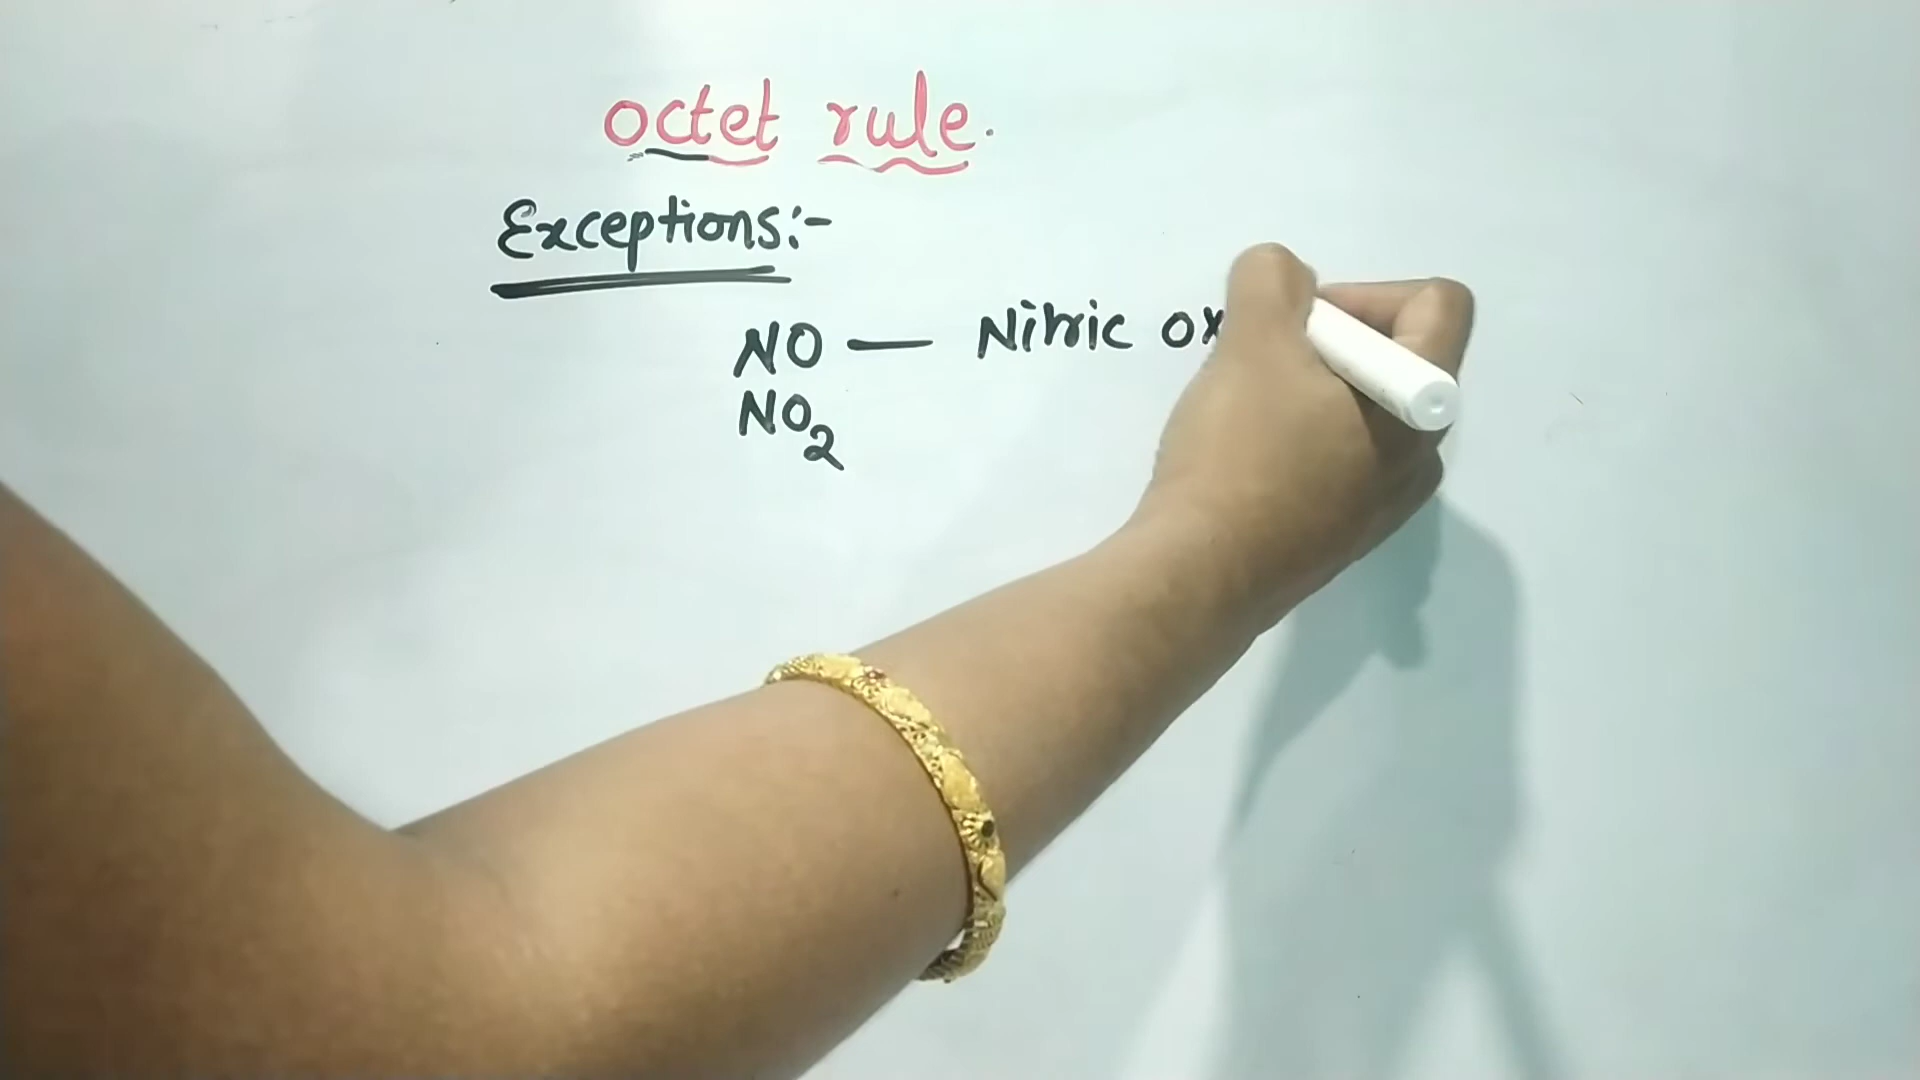 octet rule.
Exceptions:-
NO — Nitric ox
NO2